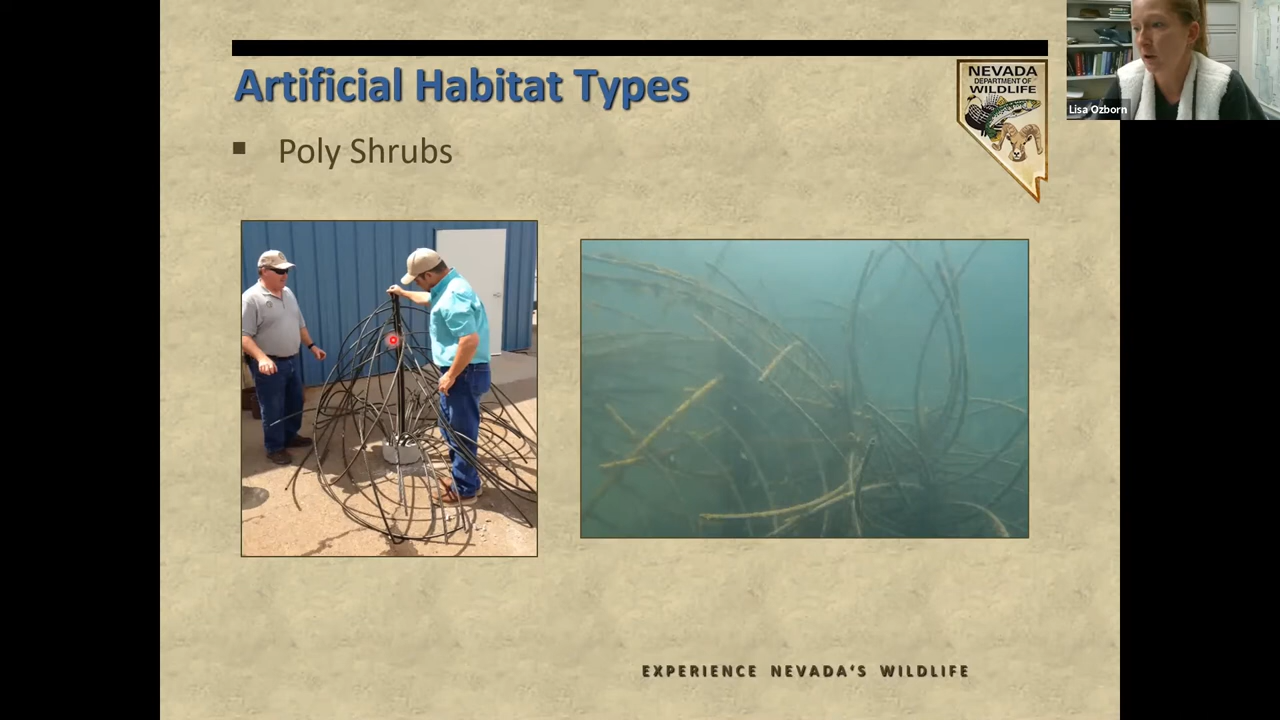 Artificial Habitat Types
NEVADA
DEPARTMENT OF
WILDLIFE
Lisa Ozborn
Poly Shrubs
EXPERIENCE NEVADA'S WILDLIFE